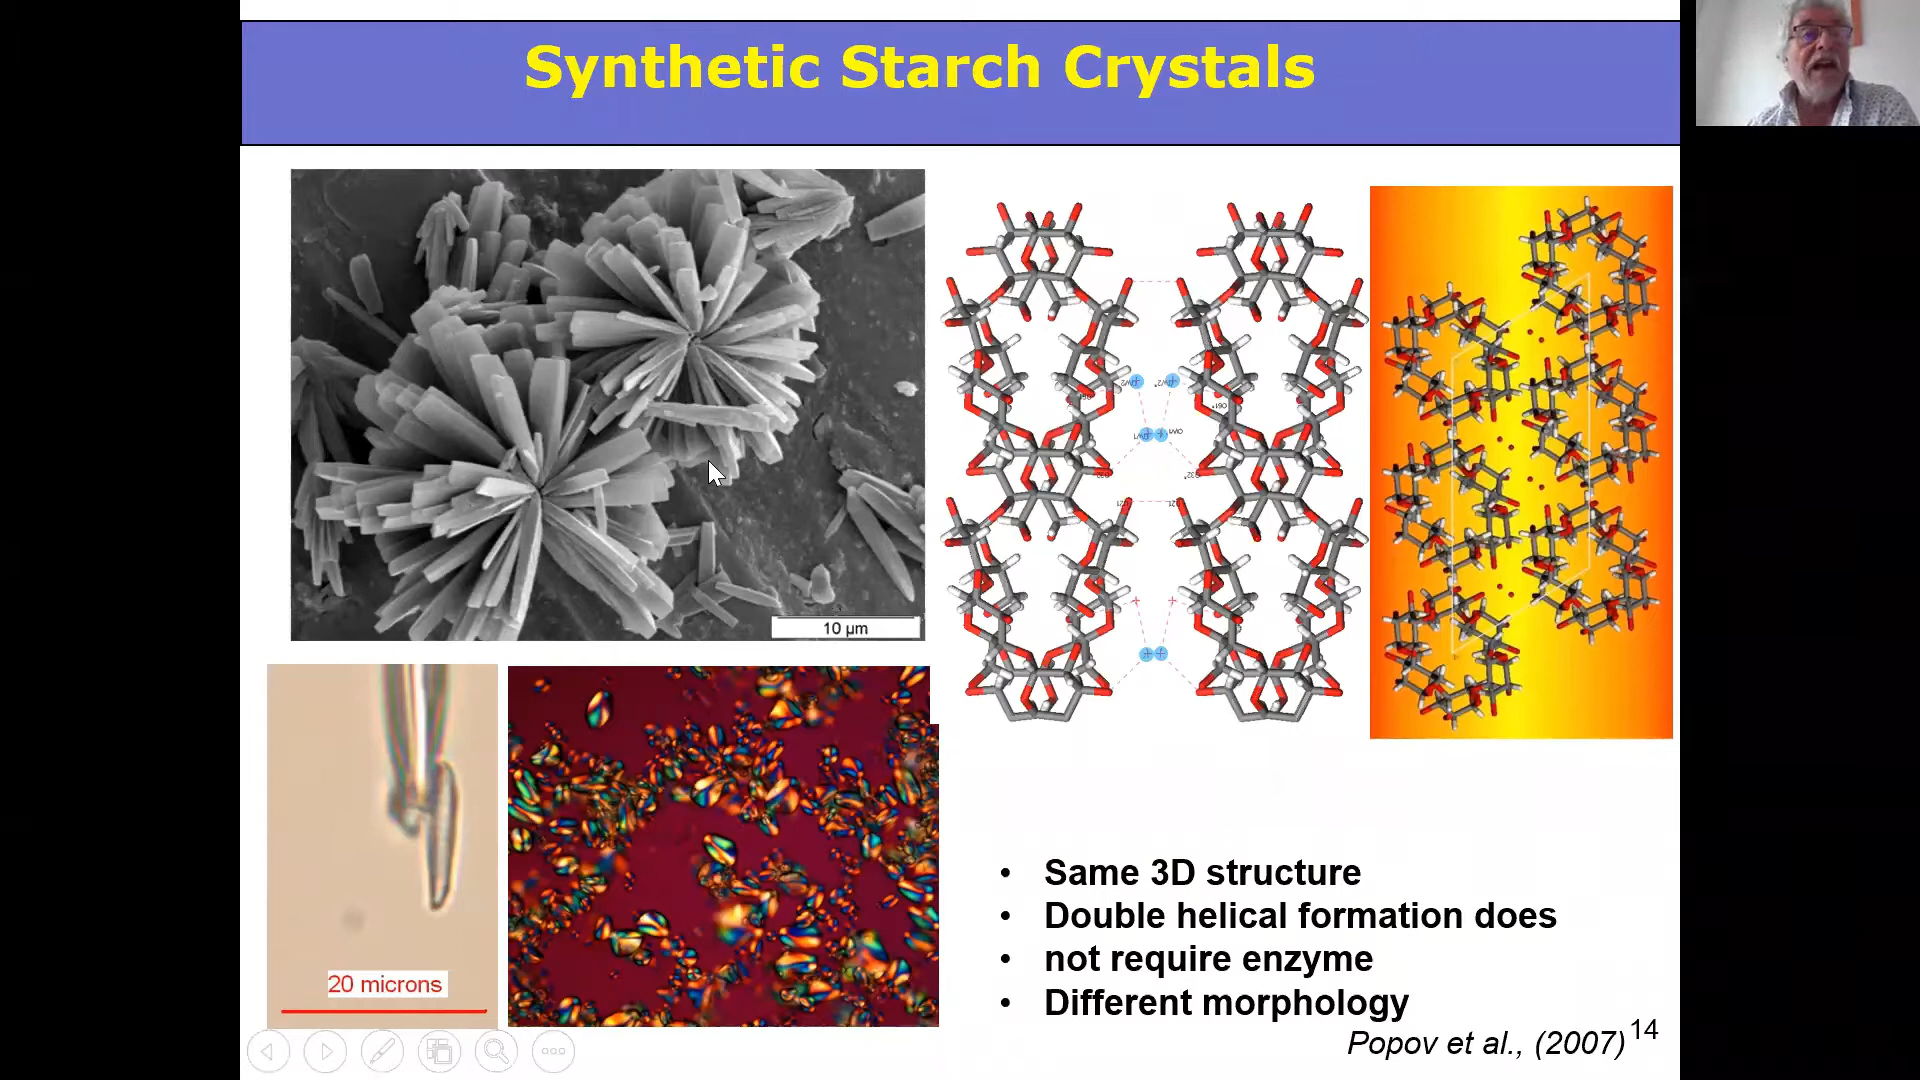 Synthetic Starch Crystals
10 µm
20 microns
• Same 3D structure
• Double helical formation does
• not require enzyme
• Different morphology
Popov et al., (2007)
14